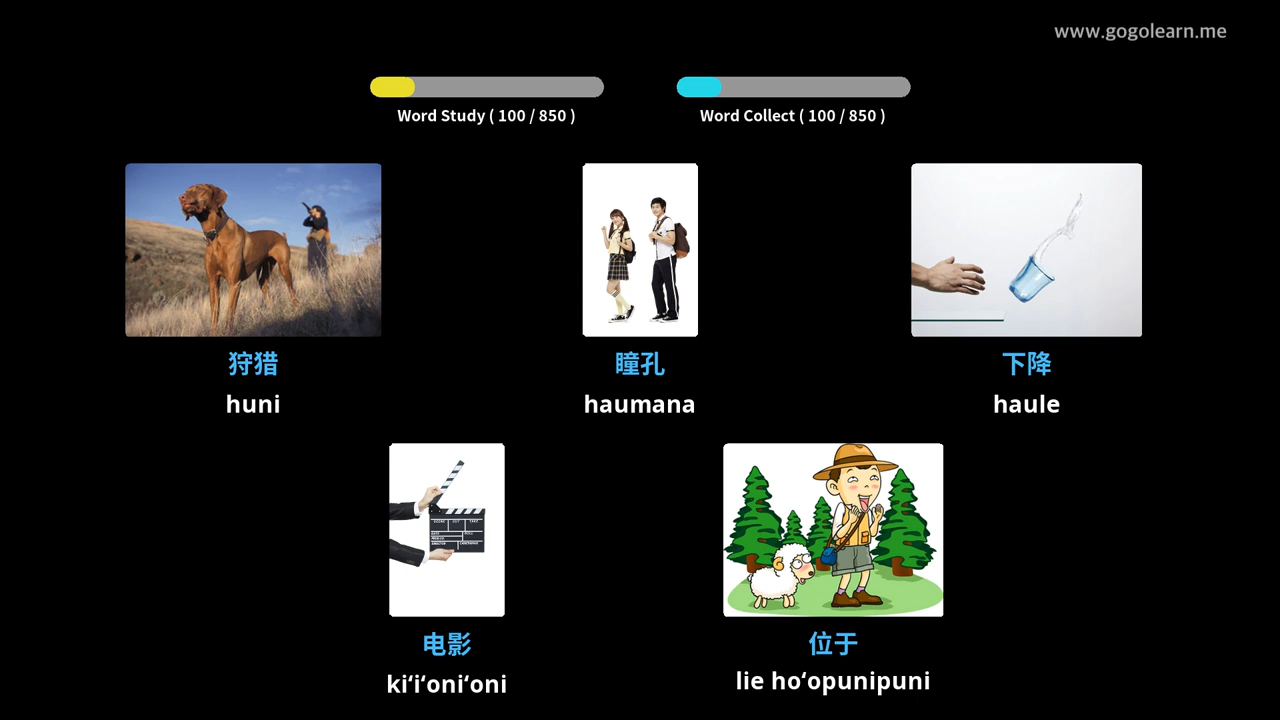 www.gogolearn.me
Word Study ( 100 / 850 )
Word Collect ( 100 / 850 )
狩猎
huni
瞳孔
haumana
下降
haule
电影
kiʻiʻoniʻoni
位于
lie hoʻopunipuni